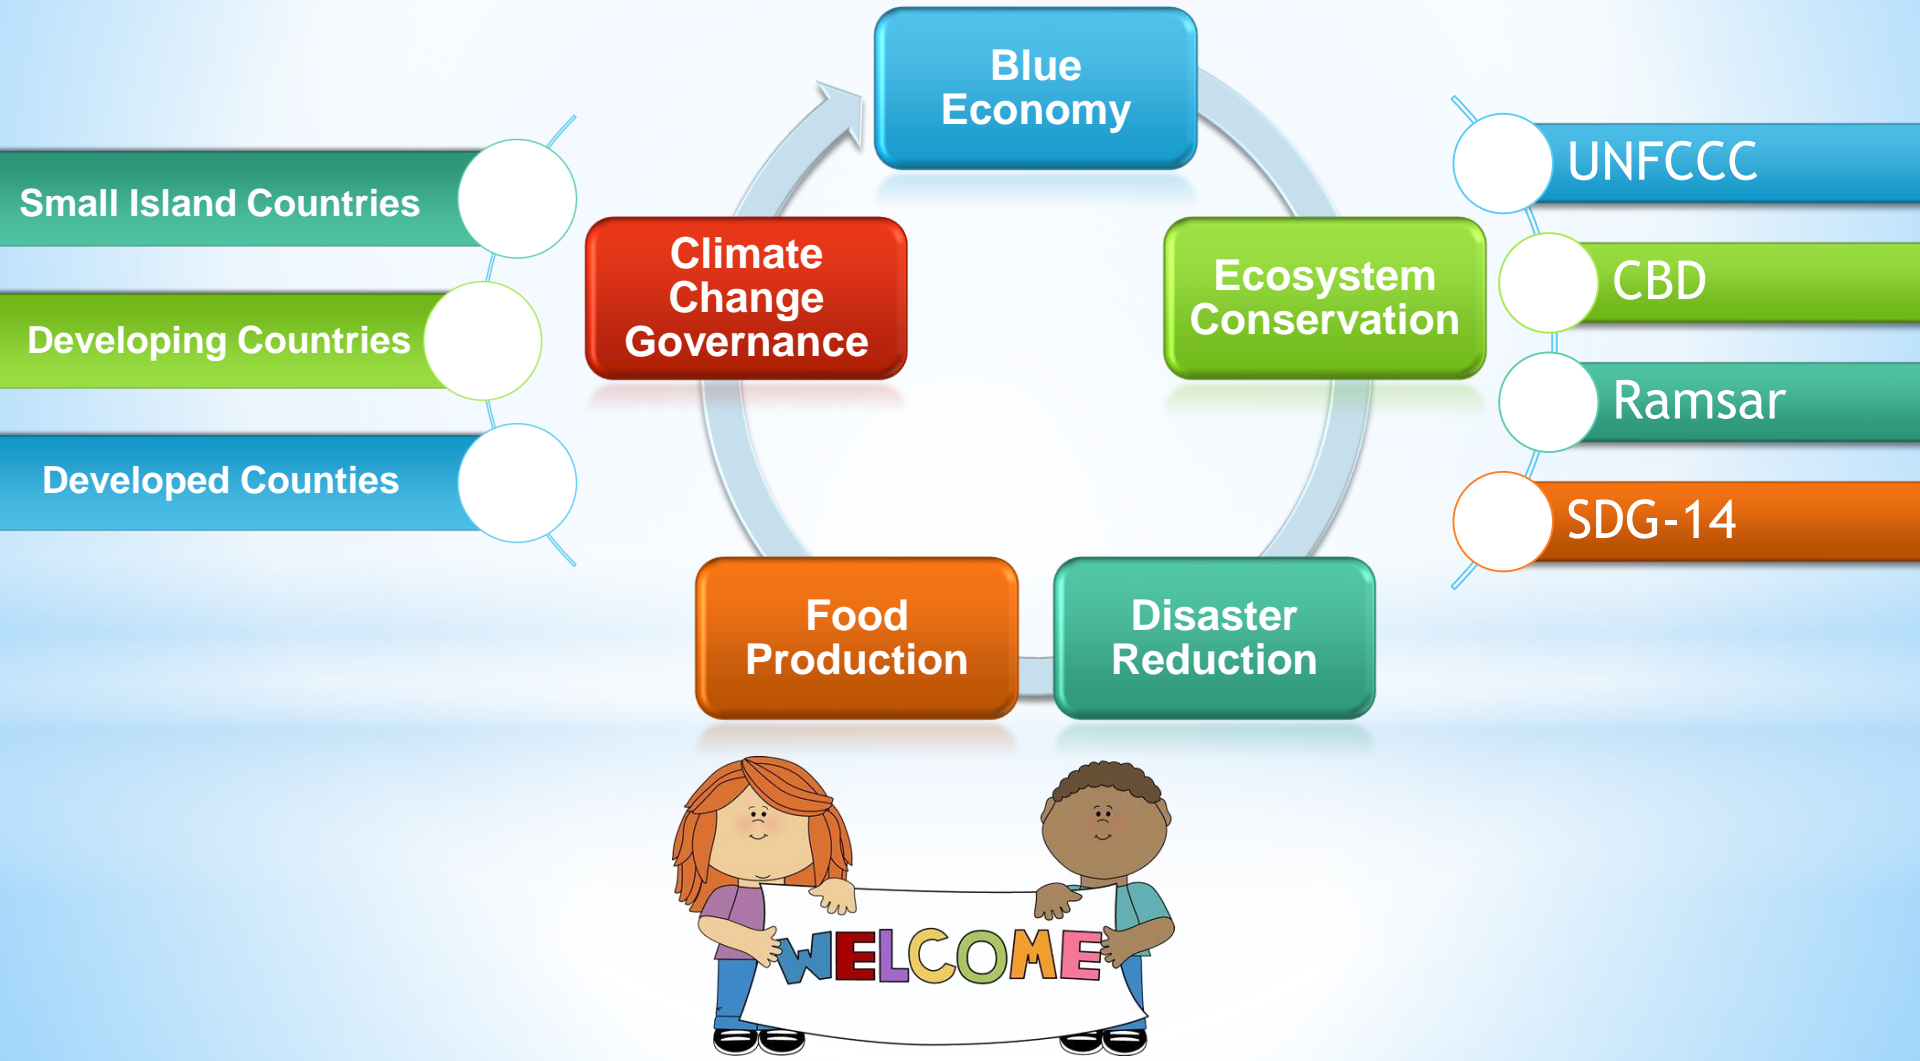 Blue
Economy
Small Island Countries
Developing Countries
Developed Counties
Climate
Change
Governance
Ecosystem
Conservation
UNFCCC
CBD
Ramsar
SDG-14
Food
Production
Disaster
Reduction
WELCOME